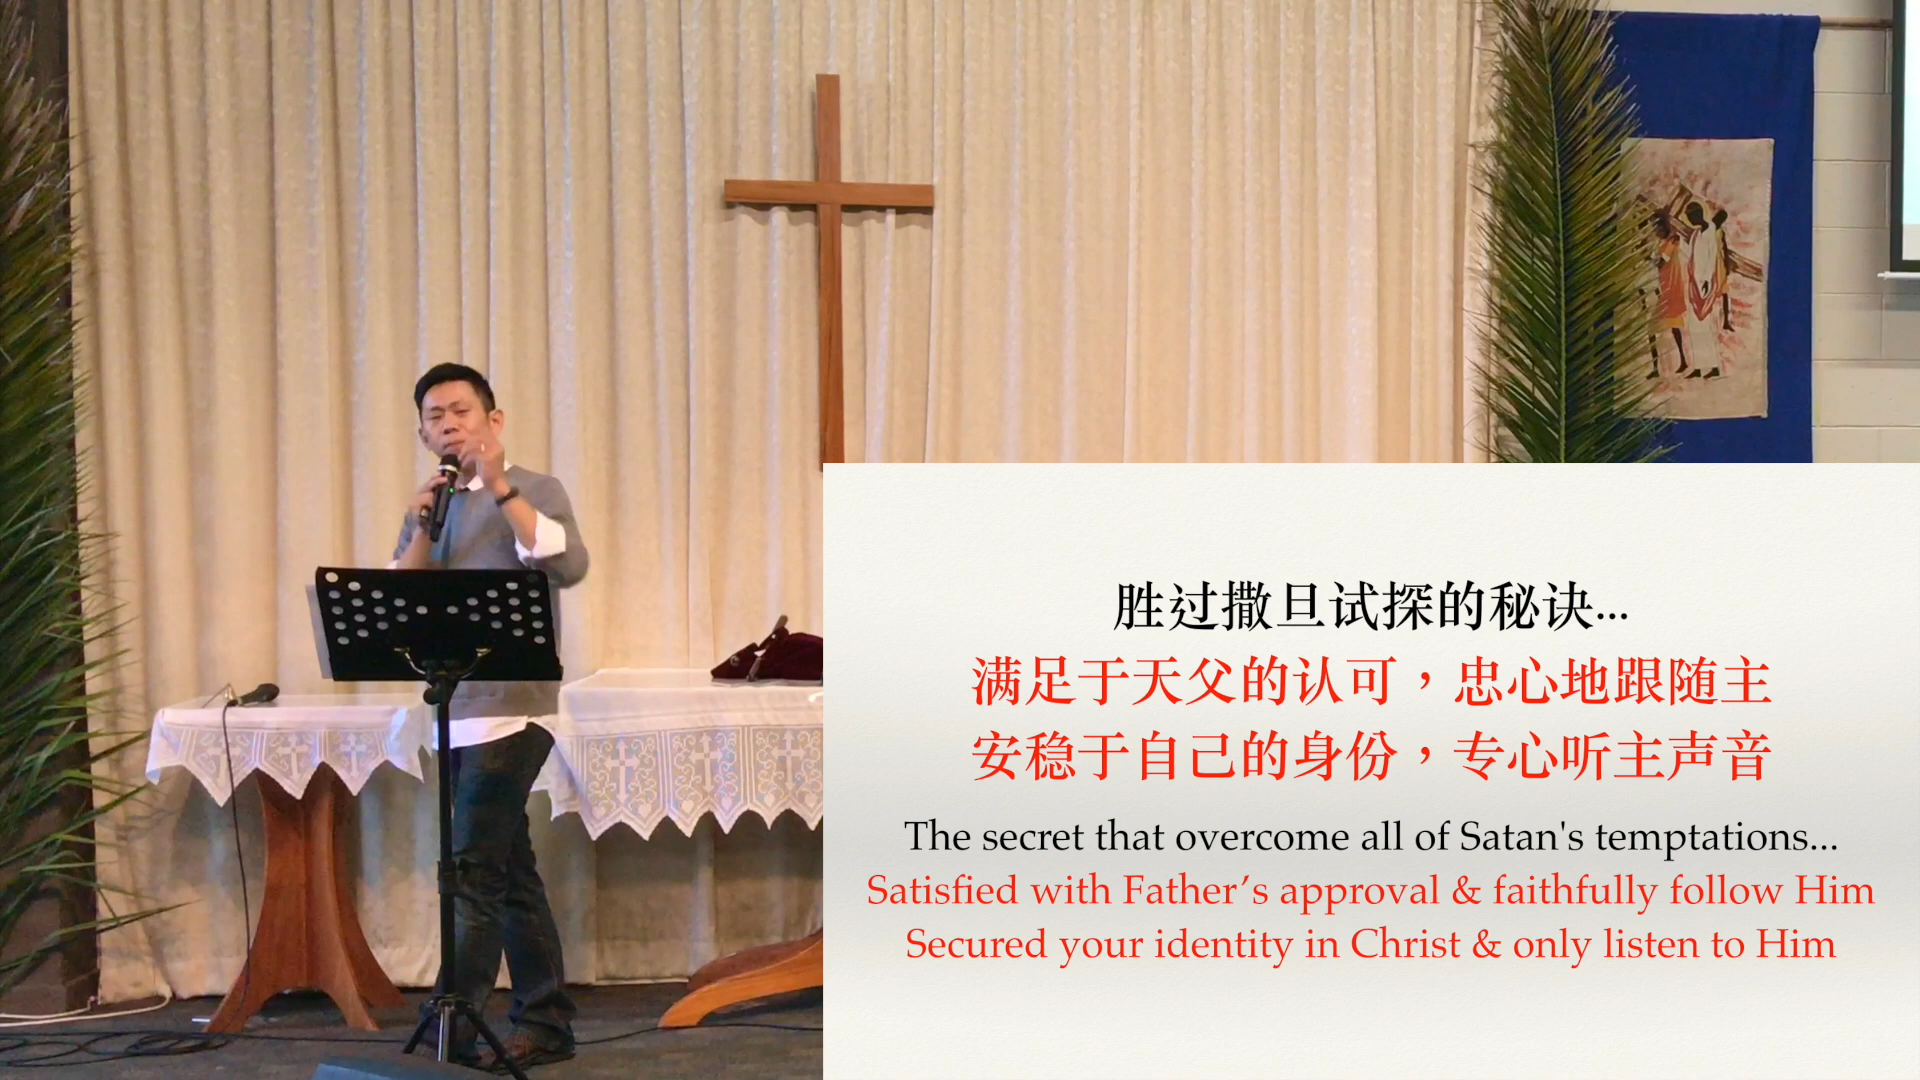 胜过撒旦试探的秘诀...
满足于天父的认可，忠心地跟随主
安稳于自己的身份，专心听主声音
The secret that overcome all of Satan's temptations...
Satisfied with Father’s approval & faithfully follow Him
Secured your identity in Christ & only listen to Him